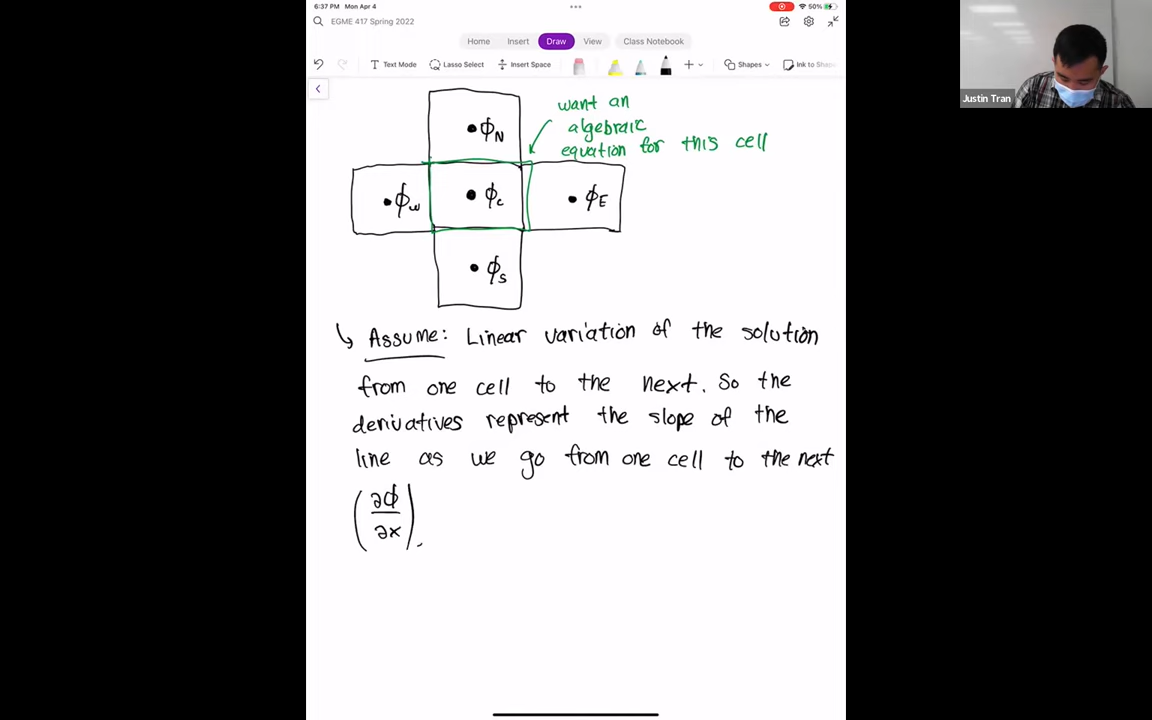 6:37 PM Mon Apr 4
50%
EGME 417 Spring 2022
Home Insert Draw View Class Notebook
Text Mode Lasso Select Insert Space Shapes Ink to Shape
Justin Tran
want an
algebraic
equation for this cell
ϕN
ϕW ϕC ϕE
ϕS
↳ Assume: Linear variation of the solution
from one cell to the next. So the
derivatives represent the slope of the
line as we go from one cell to the next
(∂ϕ/∂x)